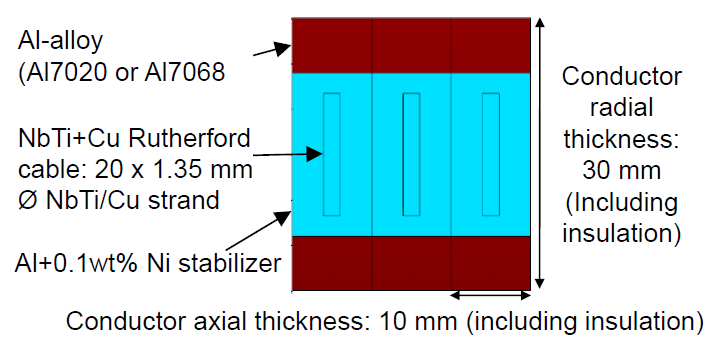 Al-alloy
(Al7020 or Al7068
NbTi+Cu Rutherford
cable: 20 x 1.35 mm
Ø NbTi/Cu strand
Al+0.1wt% Ni stabilizer
Conductor
radial
thickness:
30 mm
(Including
insulation)
Conductor axial thickness: 10 mm (including insulation)